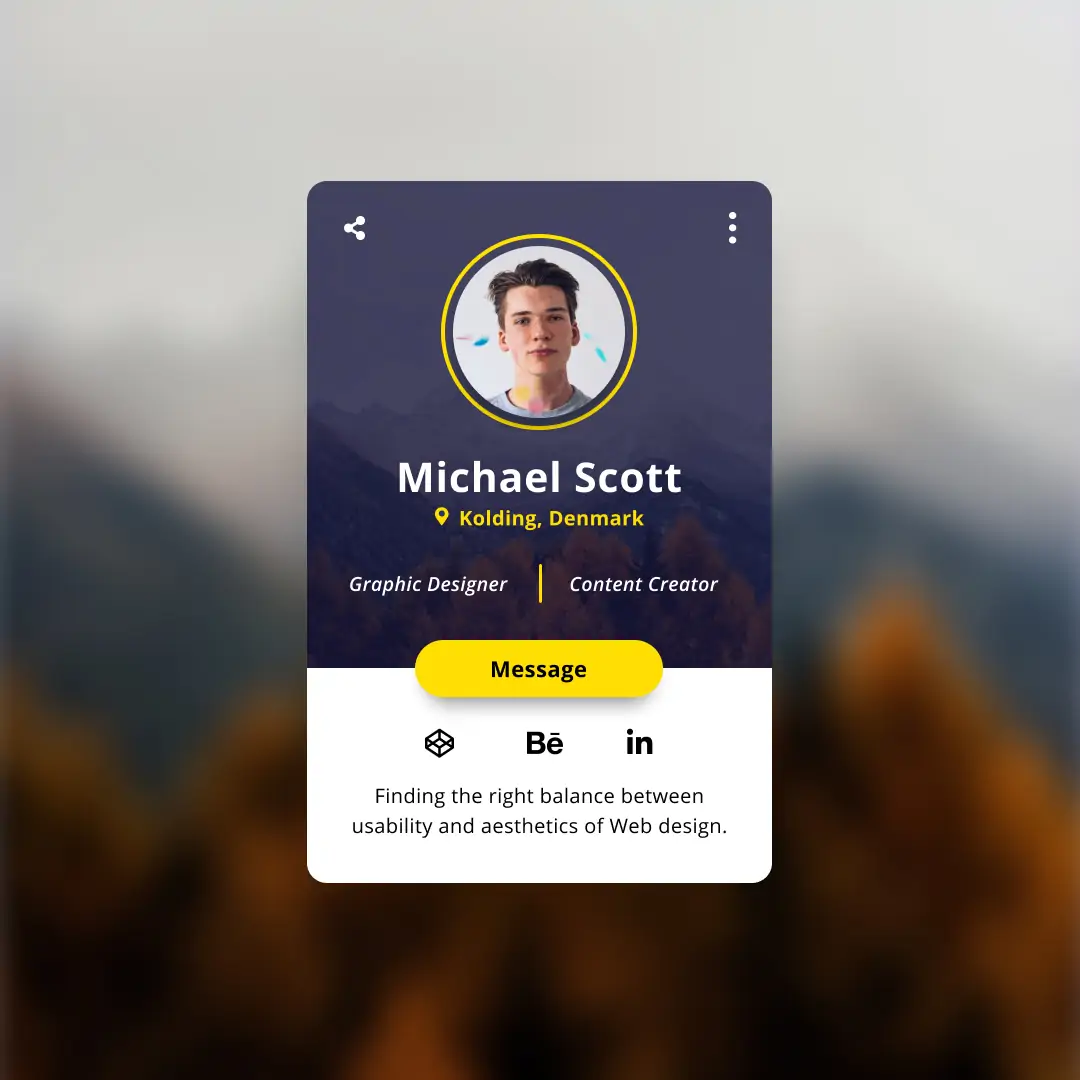 Michael Scott
Kolding, Denmark
Graphic Designer
Content Creator
Message
Bē in
Finding the right balance between
usability and aesthetics of Web design.